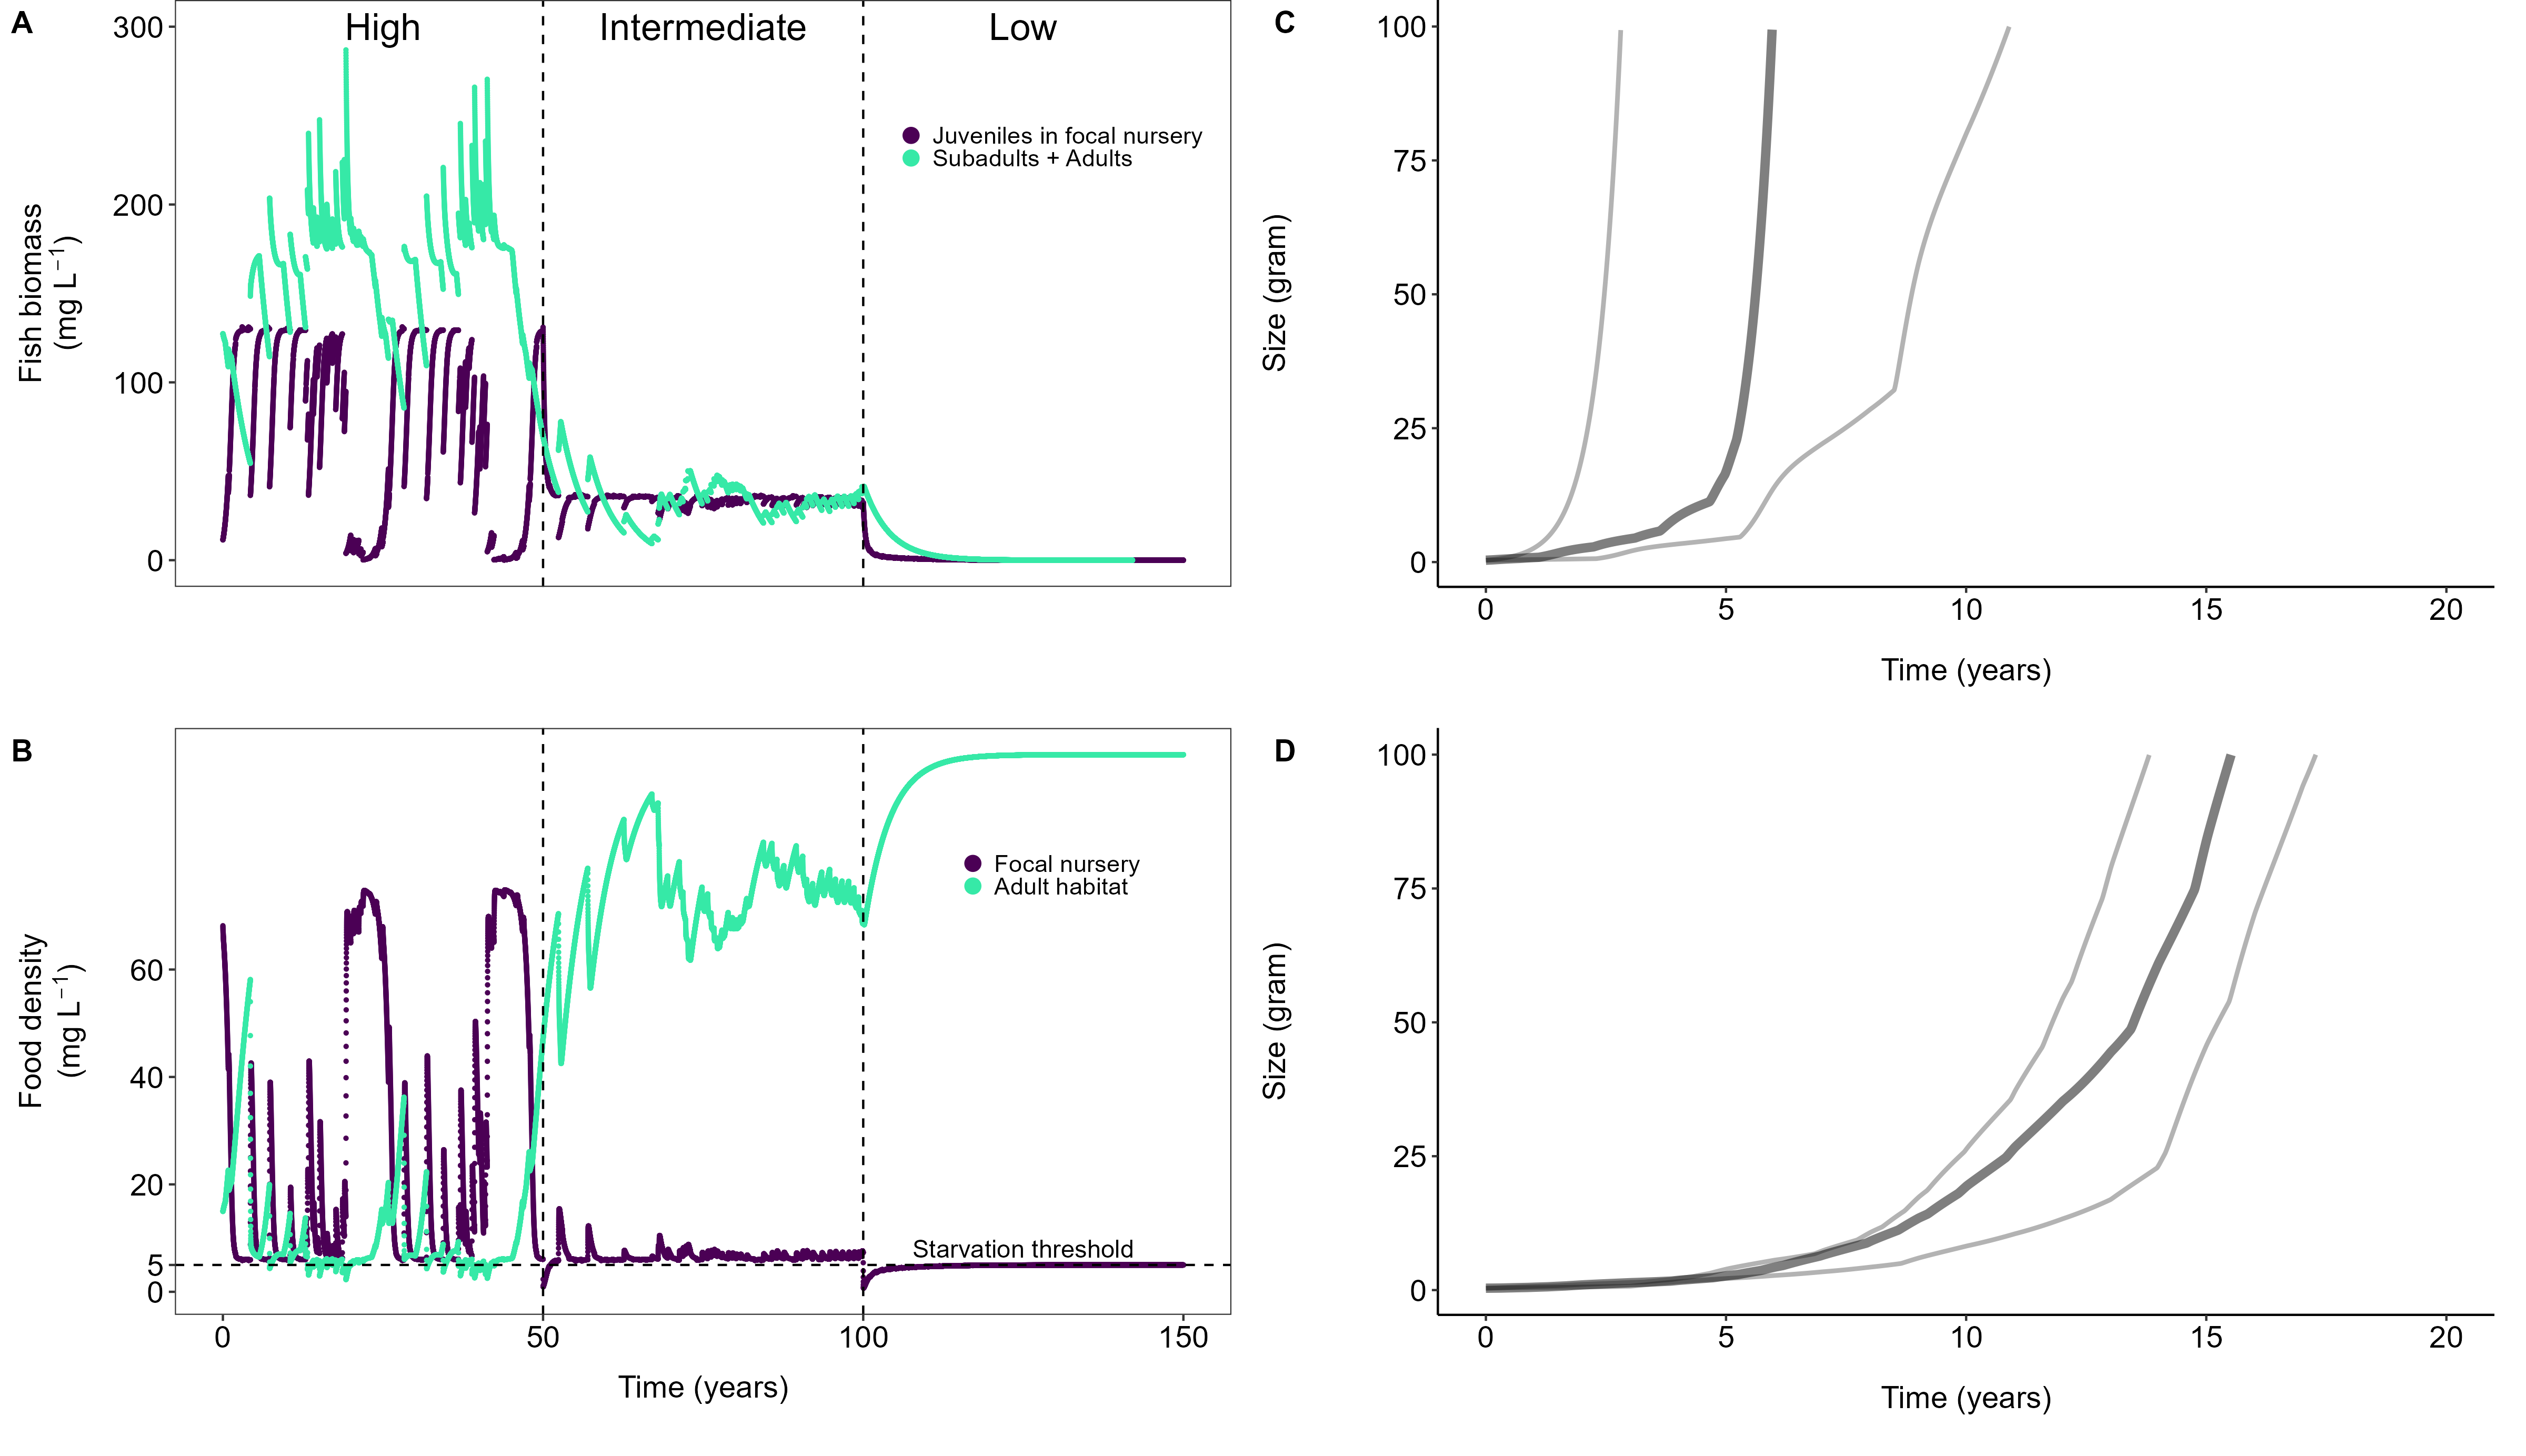 A
High
Intermediate
Low
300
200
100
0
Fish biomass
(mg L⁻¹)
Juveniles in focal nursery
Subadults + Adults
C
100
75
50
25
0
Size (gram)
0 5 10 15 20
Time (years)
B
60
40
20
5
0
Food density
(mg L⁻¹)
Focal nursery
Adult habitat
Starvation threshold
0 50 100 150
Time (years)
D
100
75
50
25
0
Size (gram)
0 5 10 15 20
Time (years)